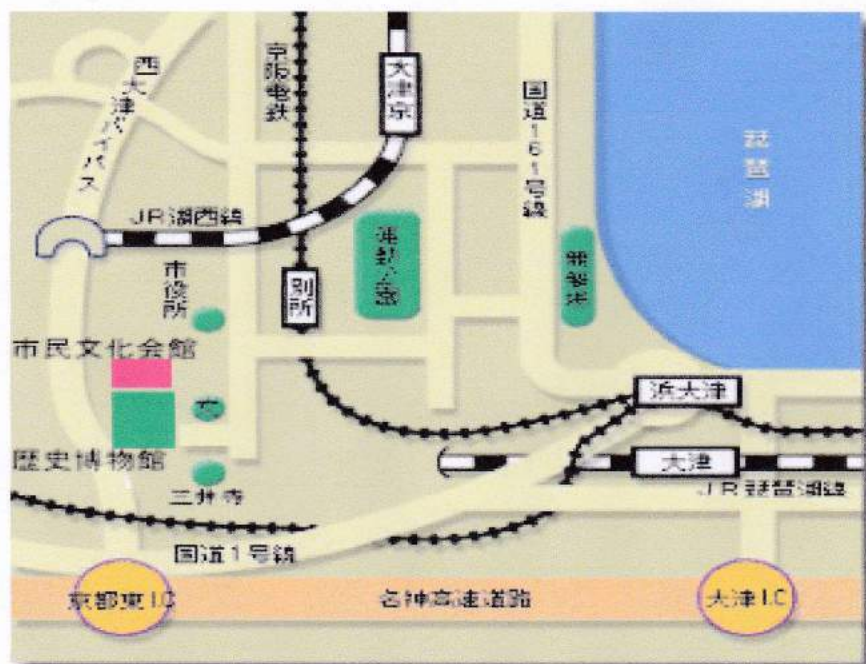 西大津バイパス
京阪電鉄
大津京
国道161号線
琵琶湖
JR湖西線
市役所
別所
市民文化会館
浜大津
歴史博物館
大津
三井寺
JR琵琶湖線
国道1号線
京都東I.C
名神高速道路
大津I.C